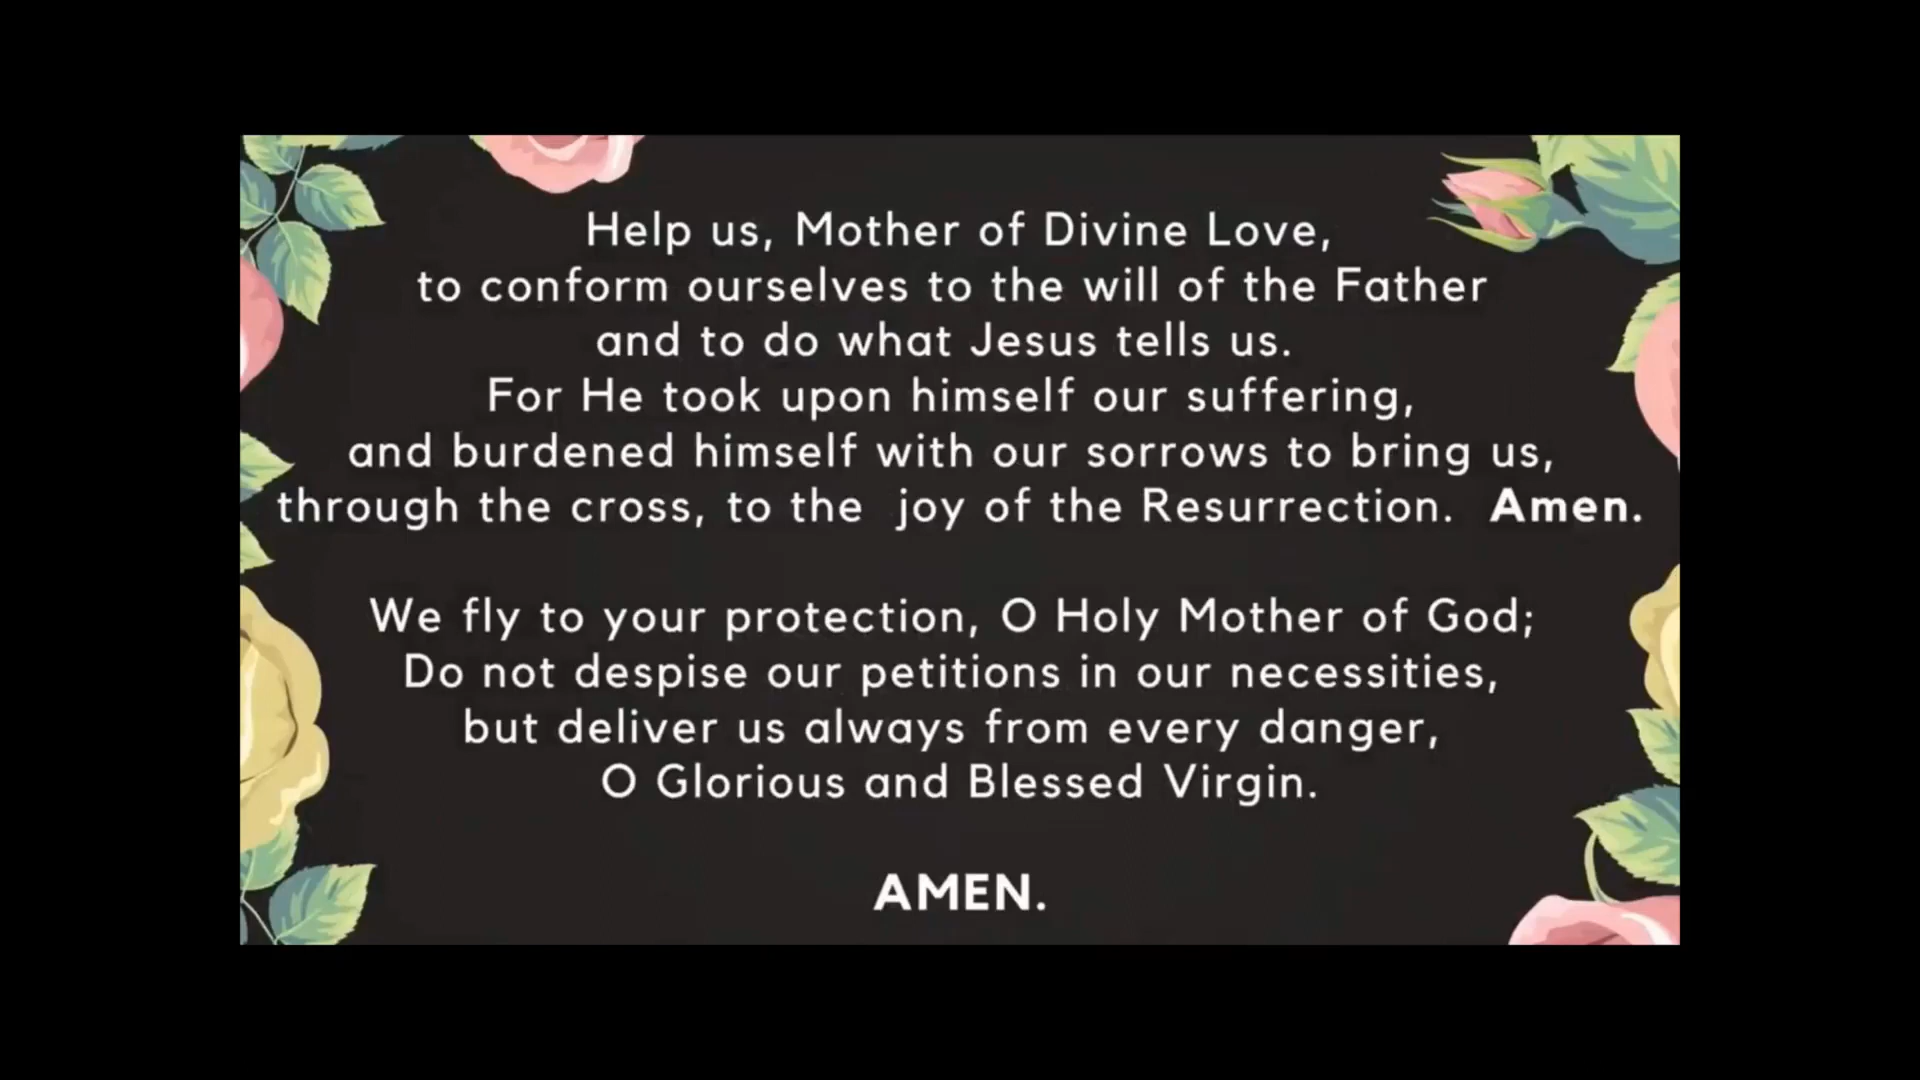 Help us, Mother of Divine Love,
to conform ourselves to the will of the Father
and to do what Jesus tells us.
For He took upon himself our suffering,
and burdened himself with our sorrows to bring us,
through the cross, to the joy of the Resurrection. Amen.
We fly to your protection, O Holy Mother of God;
Do not despise our petitions in our necessities,
but deliver us always from every danger,
O Glorious and Blessed Virgin.
AMEN.